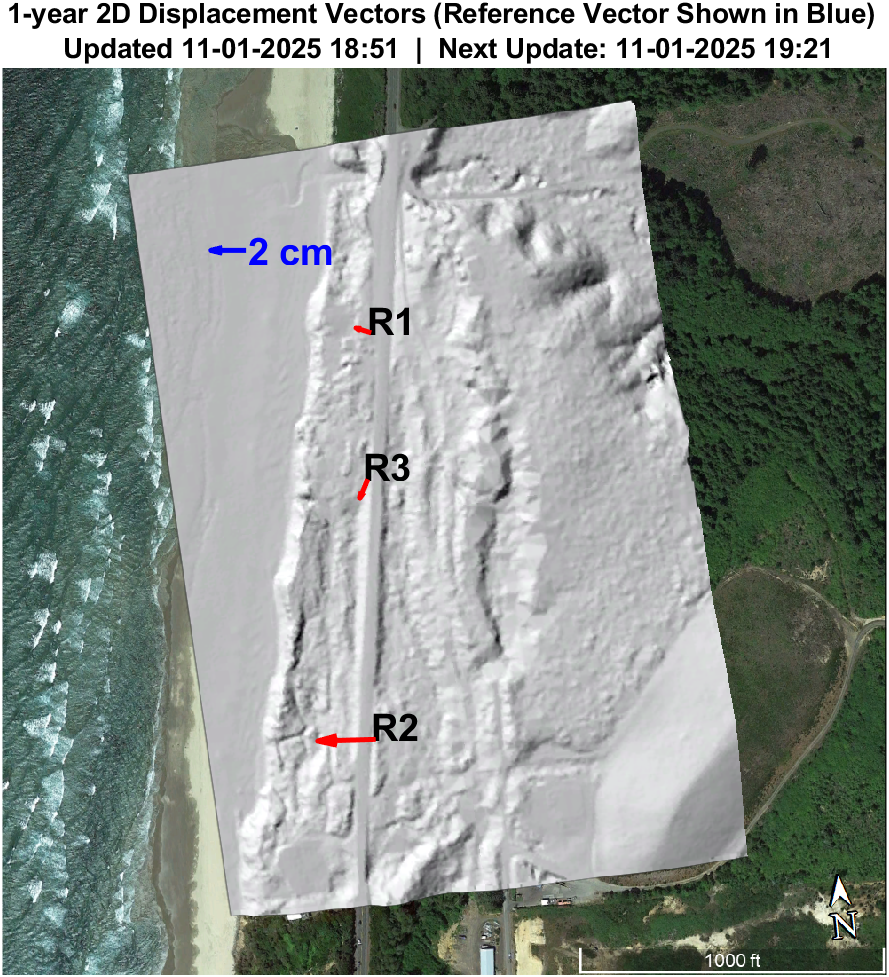 1-year 2D Displacement Vectors (Reference Vector Shown in Blue)
Updated 11-01-2025 18:51 | Next Update: 11-01-2025 19:21
2 cm
R1
R3
R2
N
1000 ft